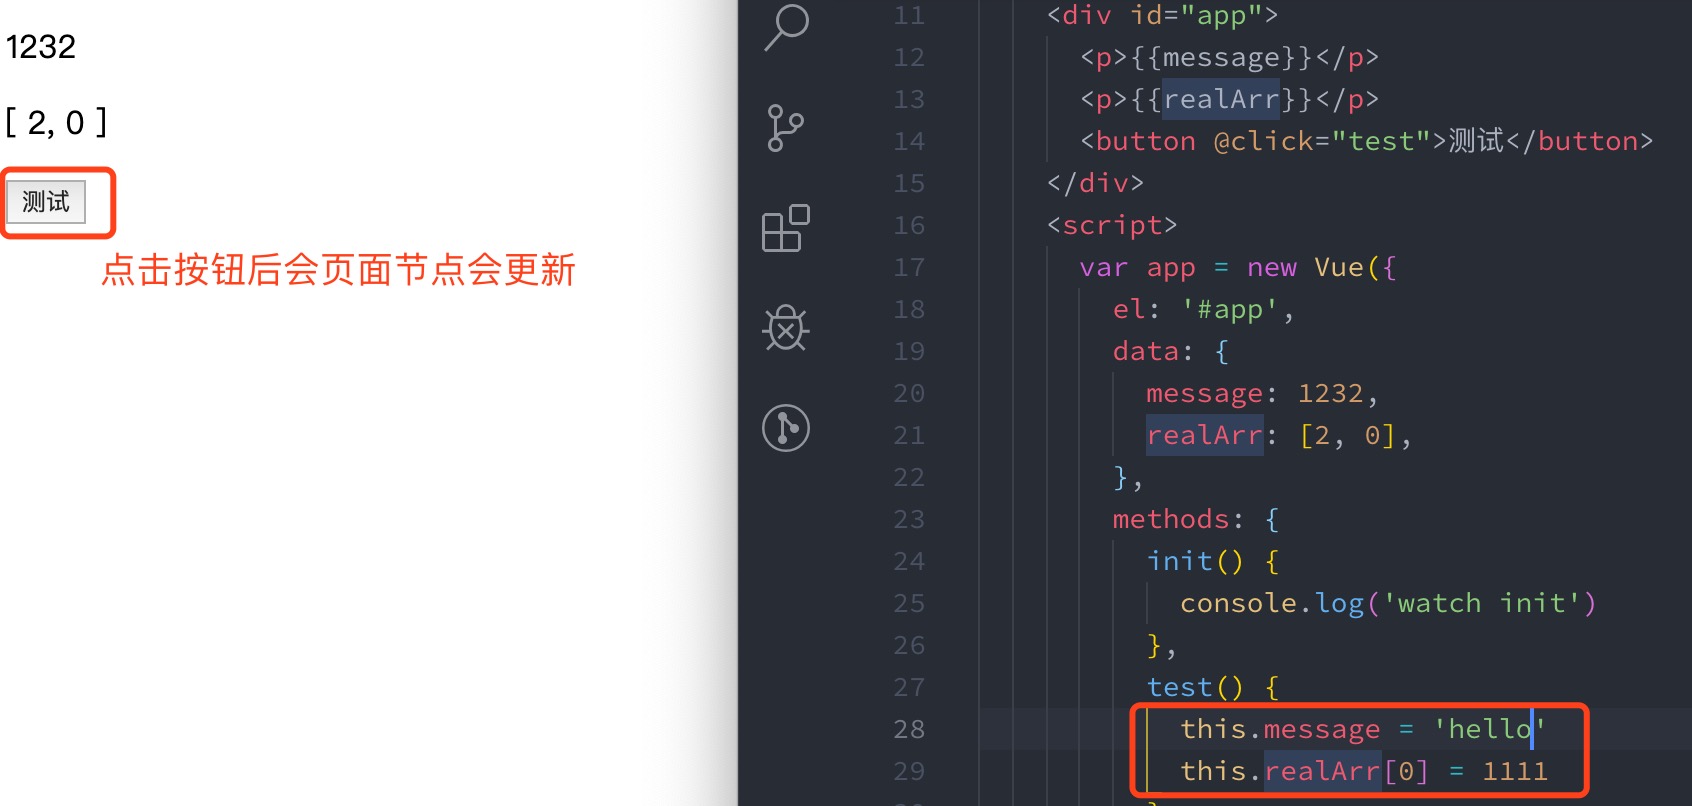 1232
[ 2, 0 ]
测试
点击按钮后会页面节点会更新
11 <div id="app">
12 <p>{{message}}</p>
13 <p>{{realArr}}</p>
14 <button @click="test">测试</button>
15 </div>
16 <script>
17 var app = new Vue({
18 el: '#app',
19 data: {
20 message: 1232,
21 realArr: [2, 0],
22 },
23 methods: {
24 init() {
25 console.log('watch init')
26 },
27 test() {
28 this.message = 'hello'
29 this.realArr[0] = 1111